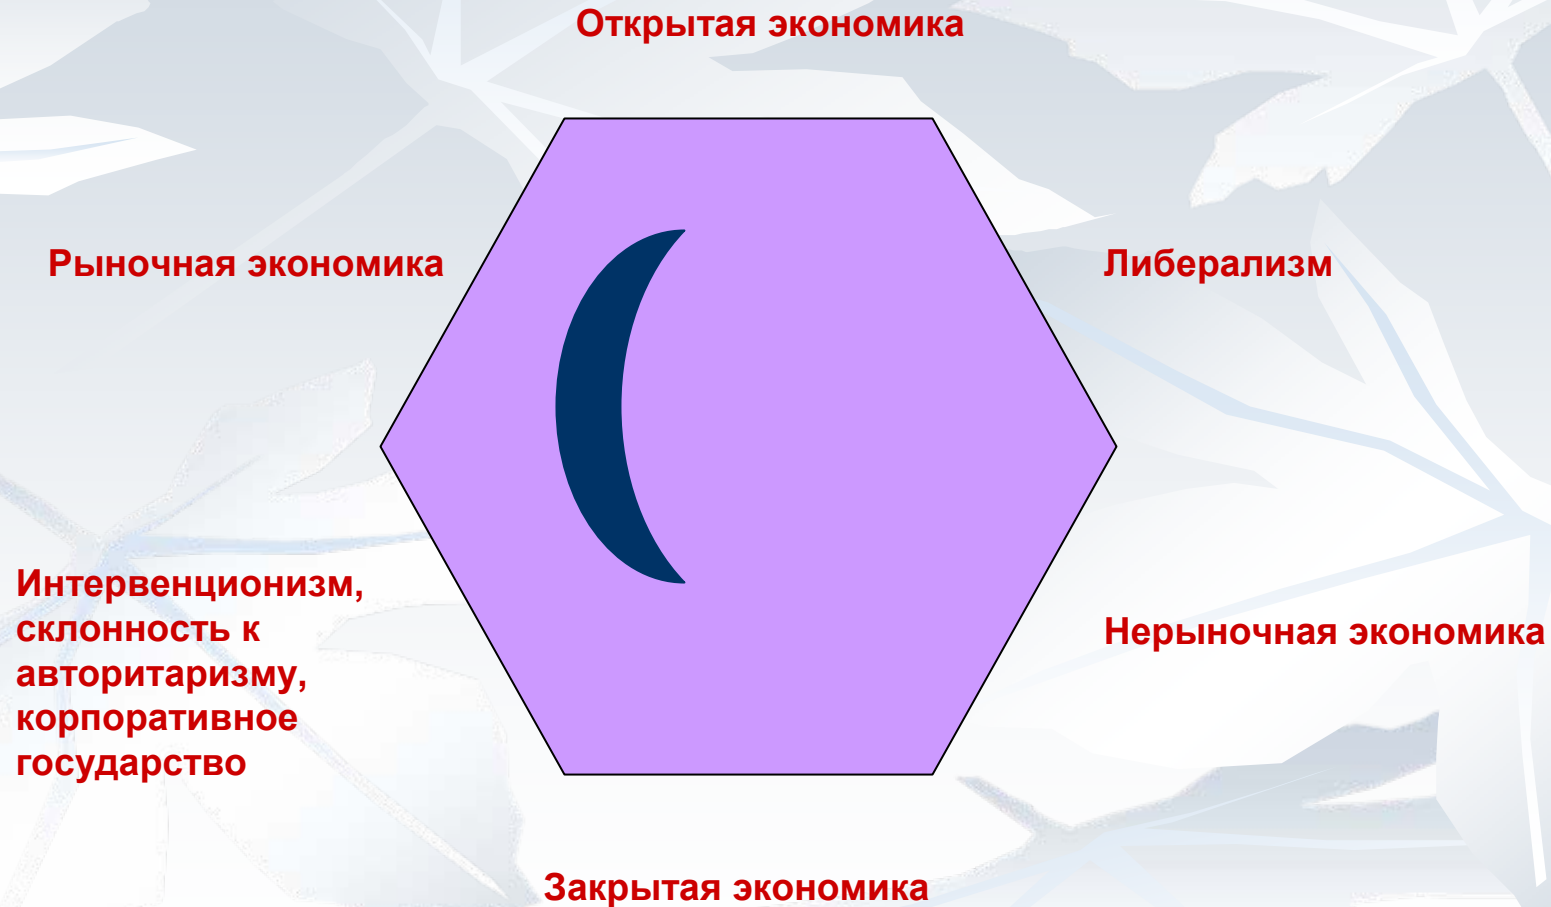 Открытая экономика
Рыночная экономика
Либерализм
Интервенционизм,
склонность к
авторитаризму,
корпоративное
государство
Нерыночная экономика
Закрытая экономика